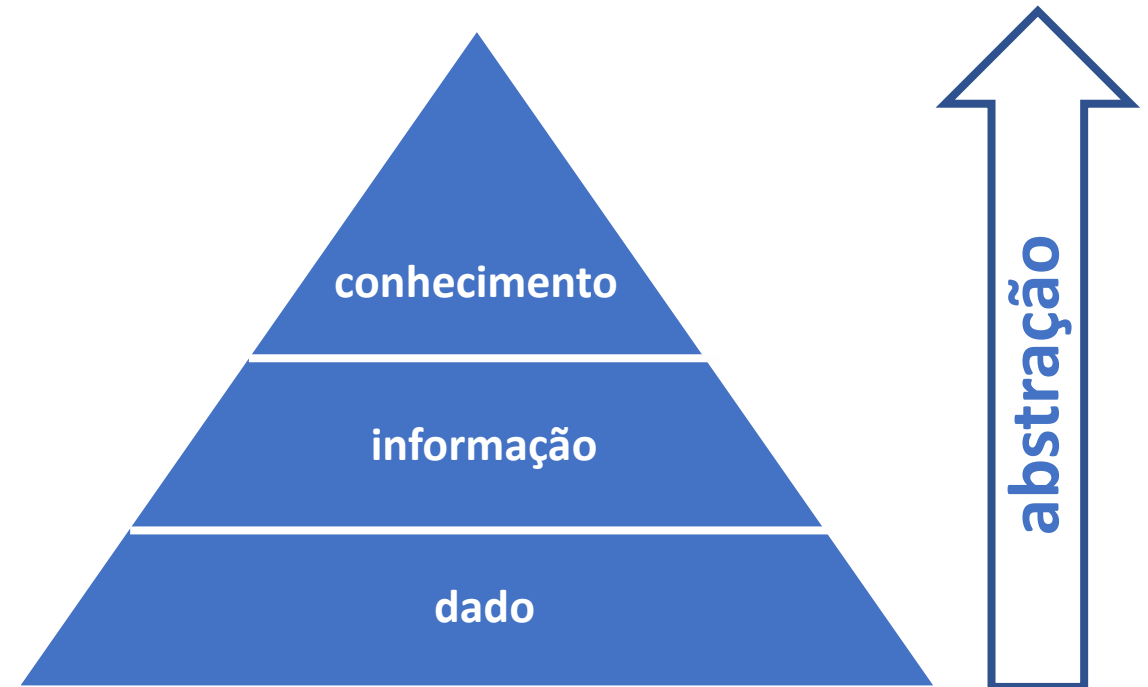 conhecimento
informação
dado
abstração